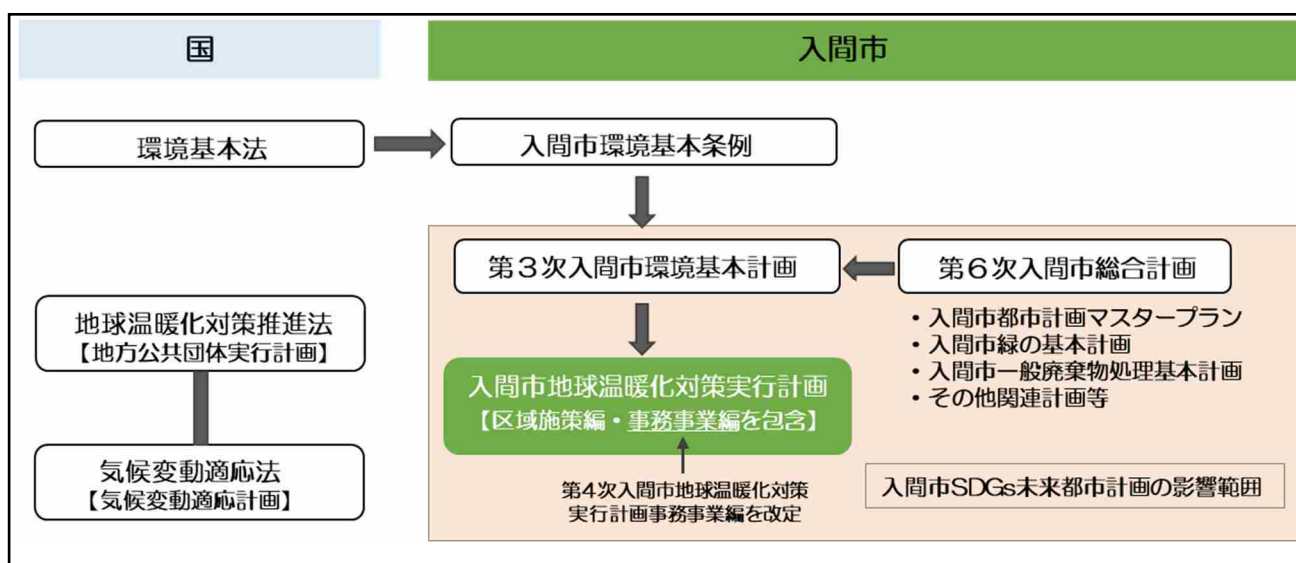 国
入間市
環境基本法
入間市環境基本条例
第3次入間市環境基本計画
第6次入間市総合計画
・入間市都市計画マスタープラン
・入間市緑の基本計画
・入間市一般廃棄物処理基本計画
・その他関連計画等
地球温暖化対策推進法
【地方公共団体実行計画】
入間市地球温暖化対策実行計画
【区域施策編・事務事業編を包含】
気候変動適応法
【気候変動適応計画】
第4次入間市地球温暖化対策
実行計画事務事業編を改定
入間市SDGs未来都市計画の影響範囲